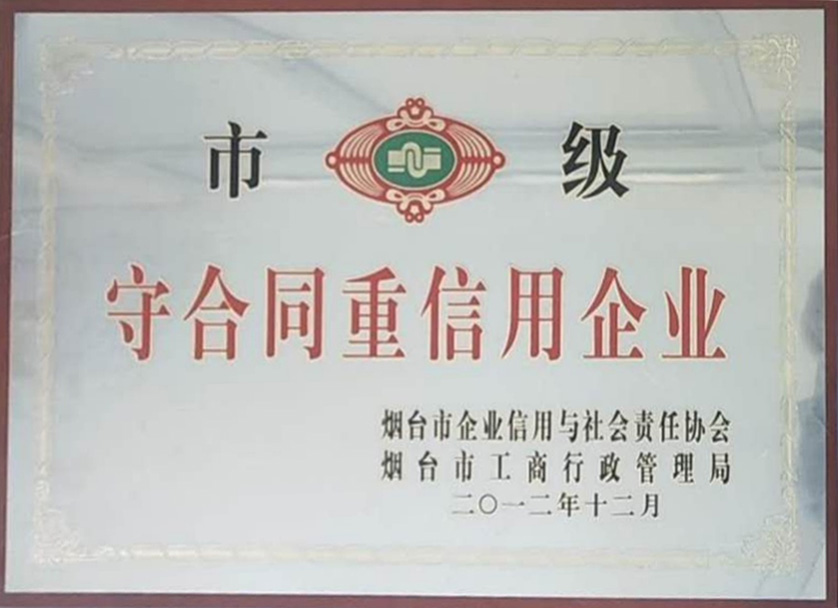 市 级
守合同重信用企业
烟台市企业信用与社会责任协会
烟台市工商行政管理局
二〇一二年十二月